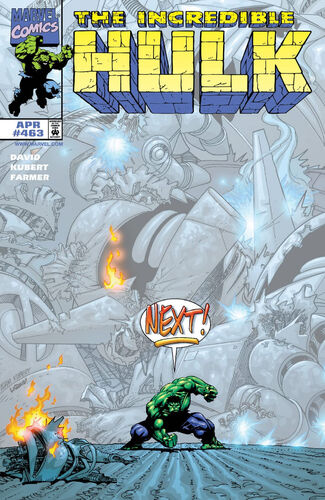 MARVEL
COMICS
THE INCREDIBLE
HULK
APR
#463
WWW.MARVEL.COM
DAVID
KUBERT
FARMER
NEXT!